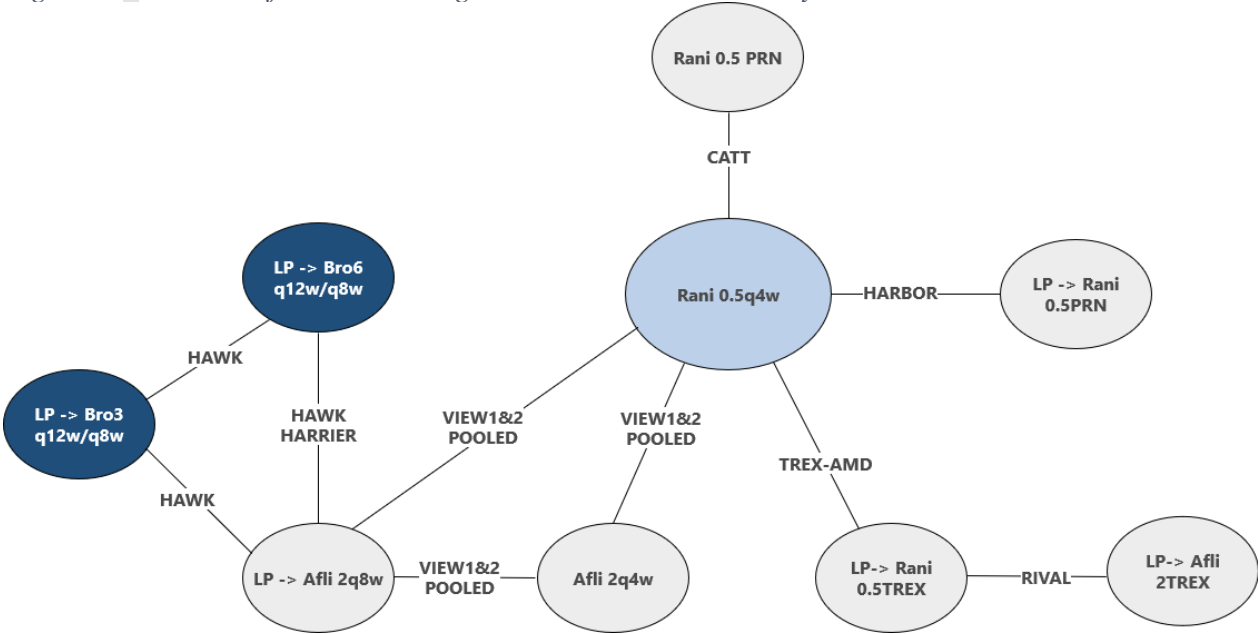 Rani 0.5 PRN
CATT
LP -> Bro6
q12w/q8w
Rani 0.5q4w
HARBOR
LP -> Rani
0.5PRN
HAWK
LP -> Bro3
q12w/q8w
HAWK
HARRIER
VIEW1&2
POOLED
VIEW1&2
POOLED
TREX-AMD
HAWK
LP -> Afli 2q8w
VIEW1&2
POOLED
Afli 2q4w
LP-> Rani
0.5TREX
RIVAL
LP-> Afli
2TREX